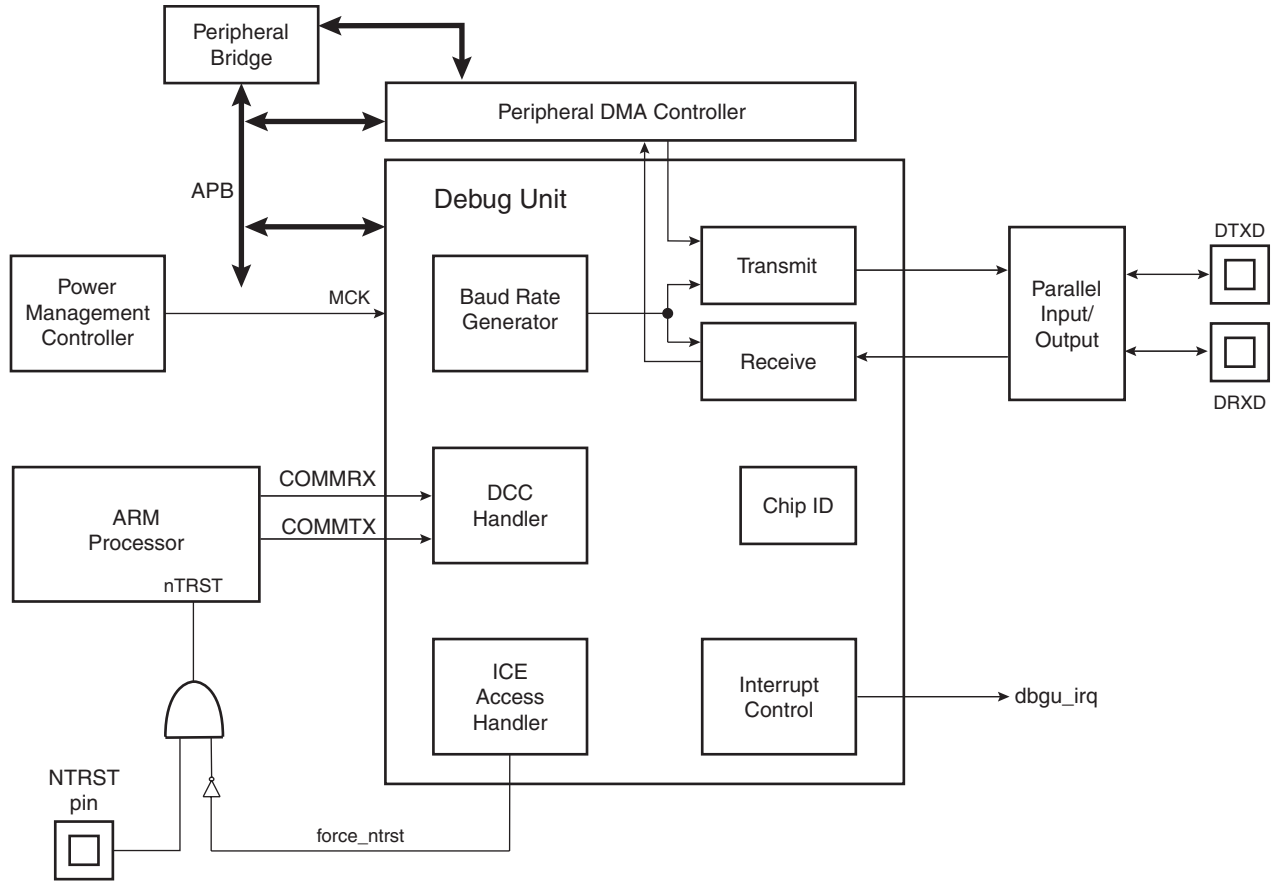 Peripheral
Bridge
Peripheral DMA Controller
APB
Debug Unit
Power
Management
Controller
MCK
Baud Rate
Generator
Transmit
Receive
Parallel
Input/
Output
DTXD
DRXD
ARM
Processor
nTRST
COMMRX
COMMTX
DCC
Handler
Chip ID
ICE
Access
Handler
Interrupt
Control
dbgu_irq
NTRST
pin
force_ntrst